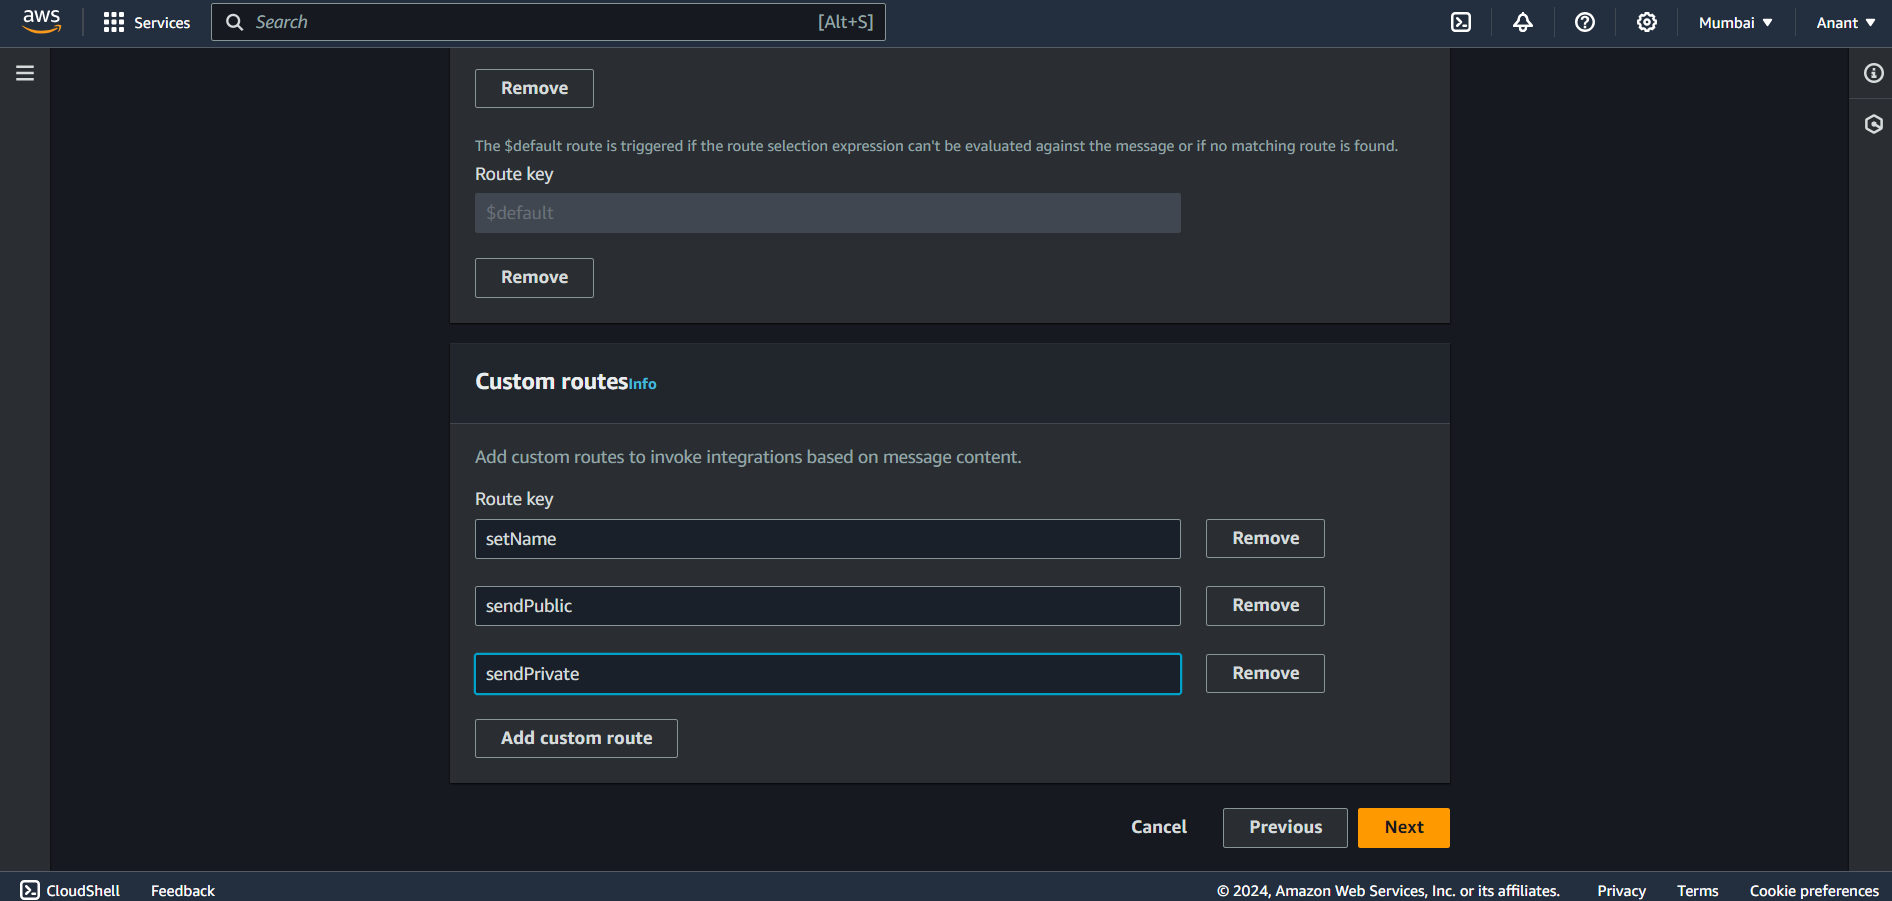 aws
Services
Search [Alt+S]
Mumbai
Anant
Remove
The $default route is triggered if the route selection expression can't be evaluated against the message or if no matching route is found.
Route key
$default
Remove
Custom routes Info
Add custom routes to invoke integrations based on message content.
Route key
setName Remove
sendPublic Remove
sendPrivate Remove
Add custom route
Cancel Previous Next
CloudShell Feedback © 2024, Amazon Web Services, Inc. or its affiliates. Privacy Terms Cookie preferences